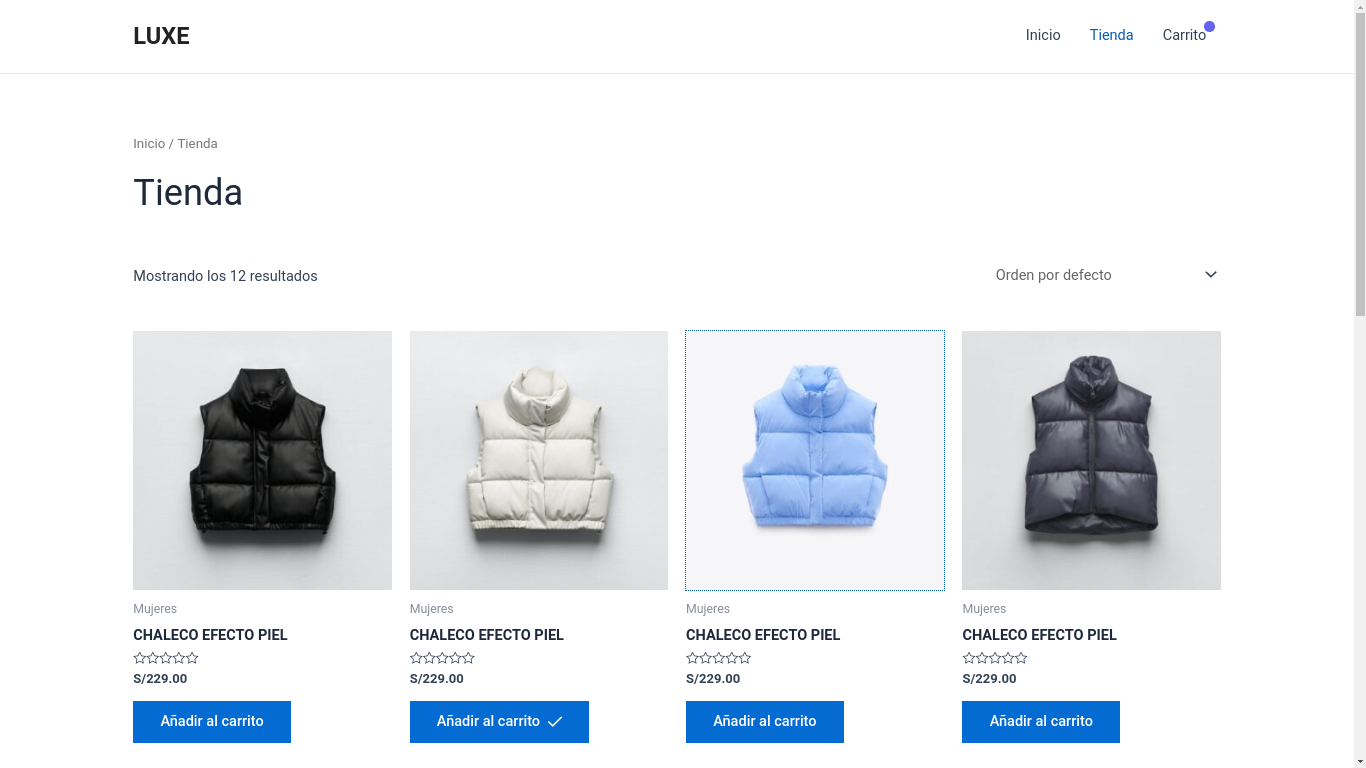 LUXE
Inicio Tienda Carrito
Inicio / Tienda
Tienda
Mostrando los 12 resultados
Orden por defecto
Mujeres
CHALECO EFECTO PIEL
S/229.00
Añadir al carrito
Mujeres
CHALECO EFECTO PIEL
S/229.00
Añadir al carrito
Mujeres
CHALECO EFECTO PIEL
S/229.00
Añadir al carrito
Mujeres
CHALECO EFECTO PIEL
S/229.00
Añadir al carrito